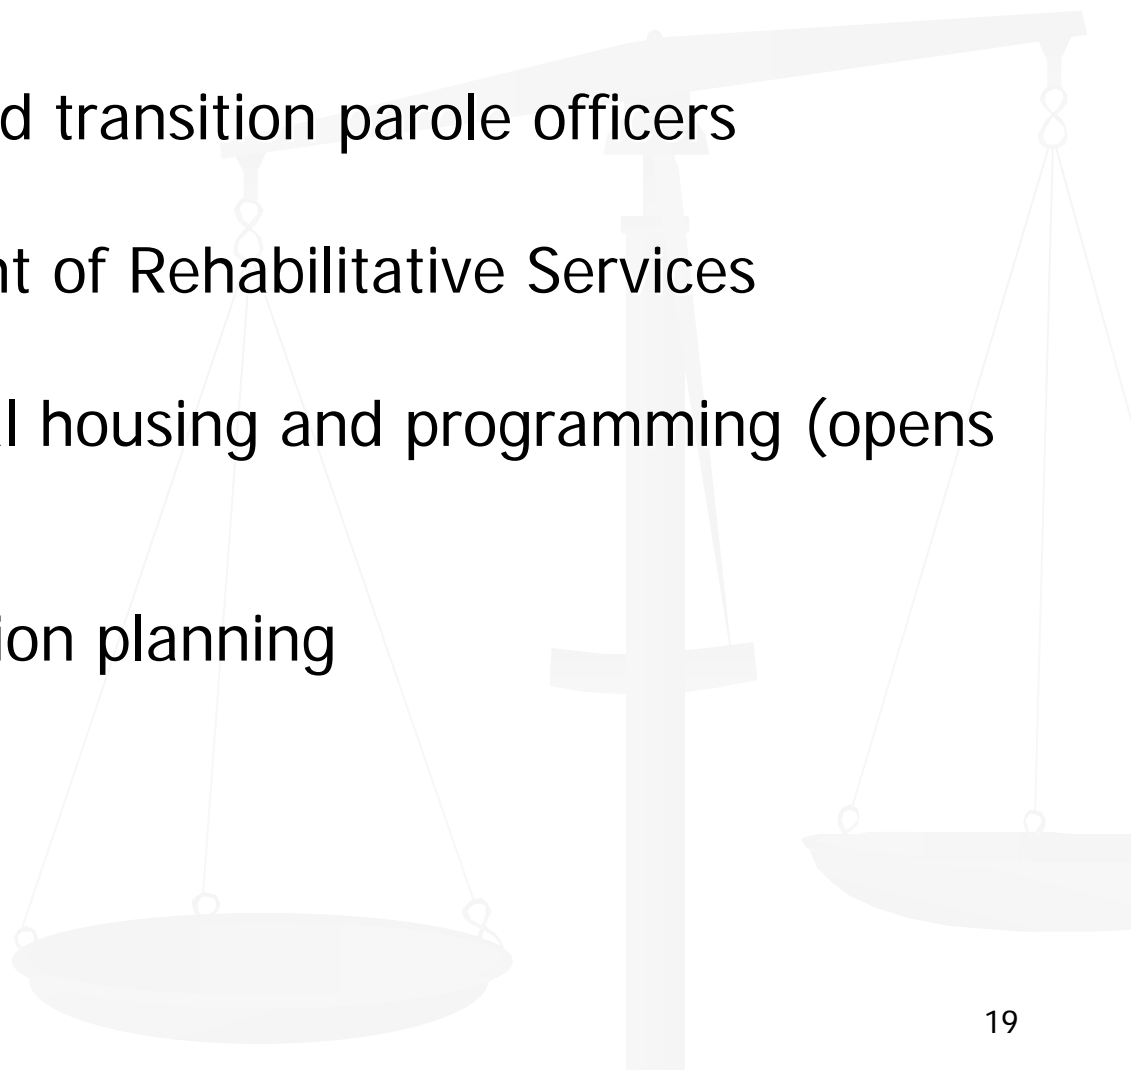 d transition parole officers
nt of Rehabilitative Services
l housing and programming (opens
ion planning
19